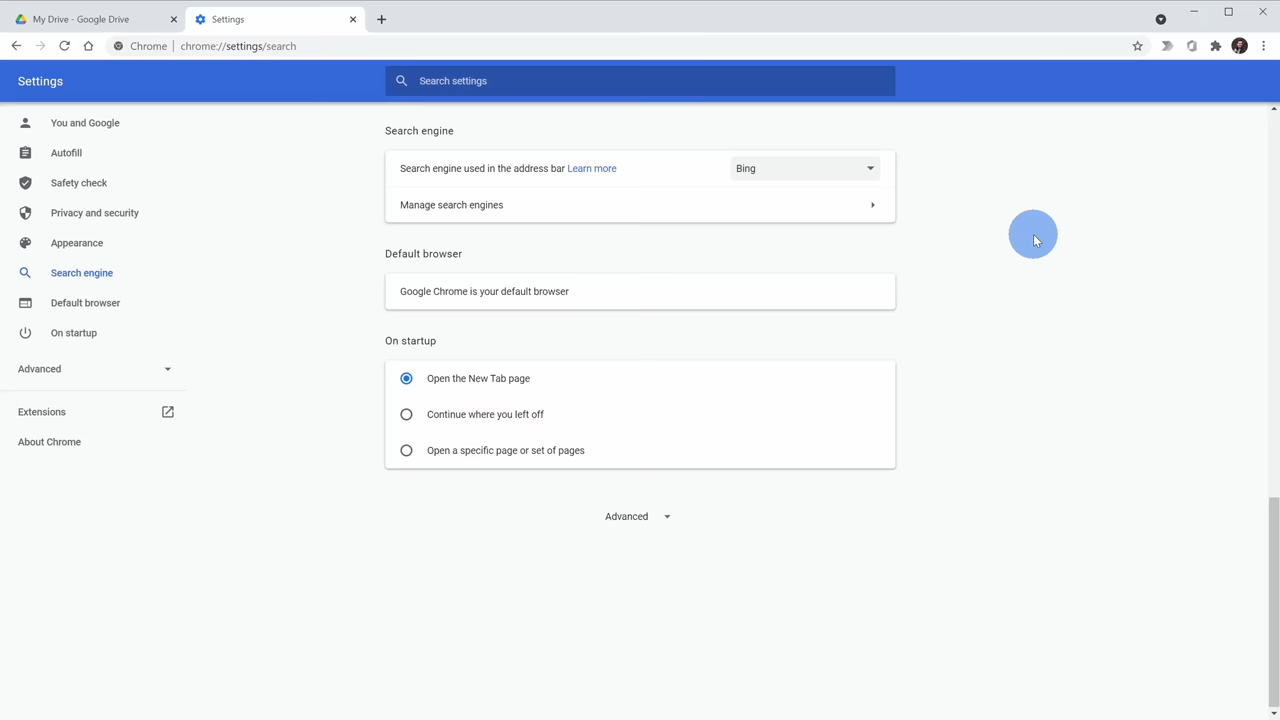 My Drive - Google Drive
Settings
Chrome
chrome://settings/search
Settings
Search settings
You and Google
Autofill
Safety check
Privacy and security
Appearance
Search engine
Default browser
On startup
Advanced
Extensions
About Chrome
Search engine
Search engine used in the address bar Learn more
Bing
Manage search engines
Default browser
Google Chrome is your default browser
On startup
Open the New Tab page
Continue where you left off
Open a specific page or set of pages
Advanced